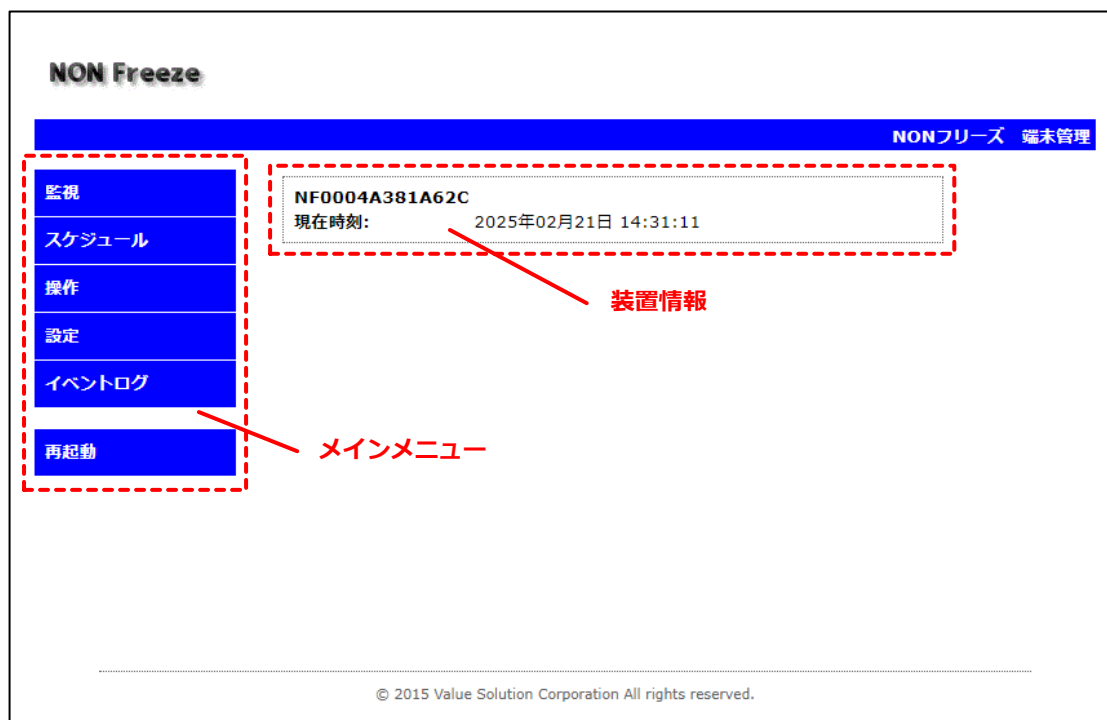 NON Freeze
NONフリーズ 端末管理
監視
スケジュール
操作
設定
イベントログ
再起動
NF0004A381A62C
現在時刻: 2025年02月21日 14:31:11
装置情報
メインメニュー
© 2015 Value Solution Corporation All rights reserved.